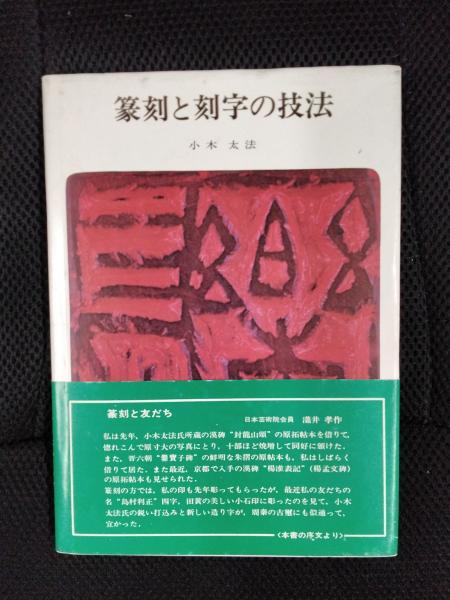 篆刻と刻字の技法
小木 太法
篆刻と友だち
日本芸術院会員 瀧井 孝作
私は先年、小木太法氏所蔵の漢碑“封龍山頌”の原拓帖本を借りて、
惚れこんで原寸大の写真にとり、十部ほど焼増して同好に頒けた。
また、晋六朝“爨寳子碑”の鮮明な朱摺の原拓帖本も、私はしばらく
借りて居た。また最近、京都で入手の漢碑“楊淮表記”(楊孟文碑)
の原拓帖本も見せられた。
篆刻の方では、私の印も先年彫ってもらったが、最近私の友だちの
名“島村利正”四字、田黄の美しい小石印に彫ったのを見て、小木
太法氏の鋭い打込みと新しい造り字が、周秦の古璽にも似通って、
宜かった。
〈本書の序文より〉